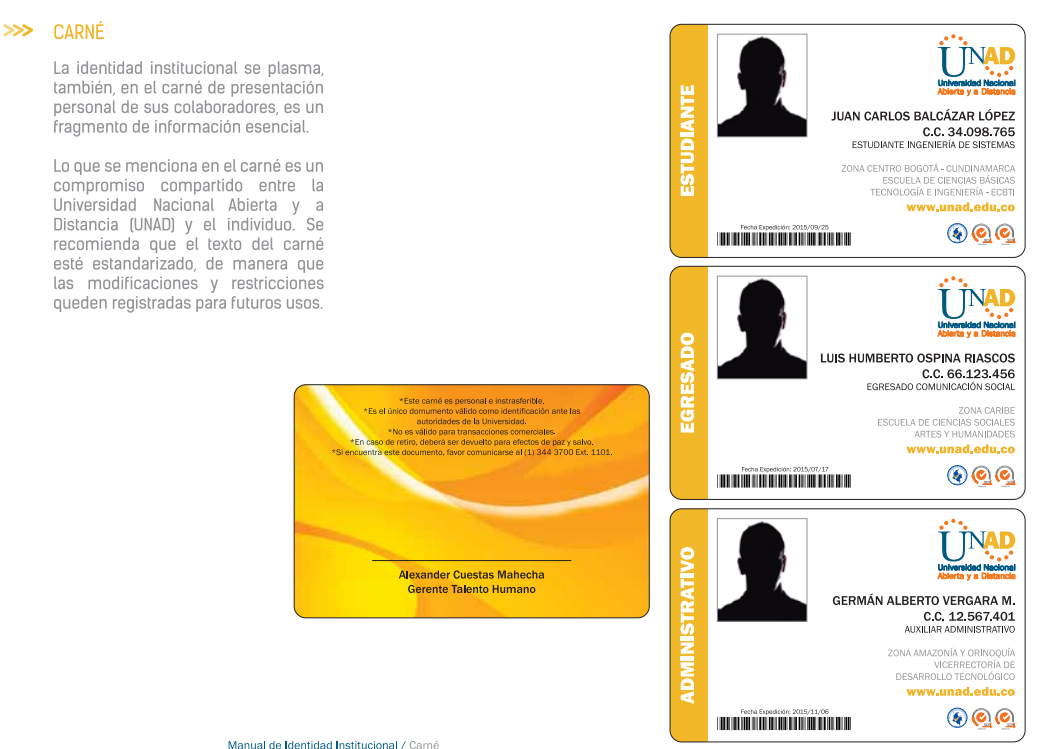 >>> CARNÉ
La identidad institucional se plasma,
también, en el carné de presentación
personal de sus colaboradores, es un
fragmento de información esencial.
Lo que se menciona en el carné es un
compromiso compartido entre la
Universidad Nacional Abierta y a
Distancia (UNAD) y el individuo. Se
recomienda que el texto del carné
esté estandarizado, de manera que
las modificaciones y restricciones
queden registradas para futuros usos.
*Este carné es personal e instrasferible.
*Es el único domumento válido como identificación ante las
autoridades de la Universidad.
*No es válido para transacciones comerciales.
*En caso de retiro, deberá ser devuelto para efectos de paz y salvo.
*Si encuentra este documento, favor comunicarse al (1) 344 3700 Ext. 1101.
Alexander Cuestas Mahecha
Gerente Talento Humano
ESTUDIANTE
UNAD
Universidad Nacional
Abierta y a Distancia
JUAN CARLOS BALCÁZAR LÓPEZ
C.C. 34.098.765
ESTUDIANTE INGENIERÍA DE SISTEMAS
ZONA CENTRO BOGOTÁ - CUNDINAMARCA
ESCUELA DE CIENCIAS BÁSICAS
TECNOLOGÍA E INGENIERÍA - ECBTI
www.unad.edu.co
Fecha Expedición: 2015/09/25
EGRESADO
UNAD
Universidad Nacional
Abierta y a Distancia
LUIS HUMBERTO OSPINA RIASCOS
C.C. 66.123.456
EGRESADO COMUNICACIÓN SOCIAL
ZONA CARIBE
ESCUELA DE CIENCIAS SOCIALES
ARTES Y HUMANIDADES
www.unad.edu.co
Fecha Expedición: 2015/07/17
ADMINISTRATIVO
UNAD
Universidad Nacional
Abierta y a Distancia
GERMÁN ALBERTO VERGARA M.
C.C. 12.567.401
AUXILIAR ADMINISTRATIVO
ZONA AMAZONÍA Y ORINOQUÍA
VICERRECTORÍA DE
DESARROLLO TECNOLÓGICO
www.unad.edu.co
Fecha Expedición: 2015/11/06
Manual de Identidad Institucional / Carné